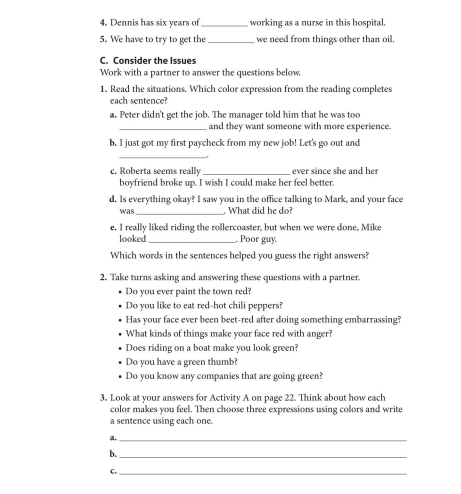 4. Dennis has six years of __________ working as a nurse in this hospital.
5. We have to try to get the __________ we need from things other than oil.
C. Consider the Issues
Work with a partner to answer the questions below.
1. Read the situations. Which color expression from the reading completes
each sentence?
a. Peter didn't get the job. The manager told him that he was too
____________________ and they want someone with more experience.
b. I just got my first paycheck from my new job! Let's go out and
____________________.
c. Roberta seems really ____________________ ever since she and her
boyfriend broke up. I wish I could make her feel better.
d. Is everything okay? I saw you in the office talking to Mark, and your face
was ____________________. What did he do?
e. I really liked riding the rollercoaster, but when we were done, Mike
looked ____________________. Poor guy.
Which words in the sentences helped you guess the right answers?
2. Take turns asking and answering these questions with a partner.
• Do you ever paint the town red?
• Do you like to eat red-hot chili peppers?
• Has your face ever been beet-red after doing something embarrassing?
• What kinds of things make your face red with anger?
• Does riding on a boat make you look green?
• Do you have a green thumb?
• Do you know any companies that are going green?
3. Look at your answers for Activity A on page 22. Think about how each
color makes you feel. Then choose three expressions using colors and write
a sentence using each one.
a. ____________________
b. ____________________
c. ____________________